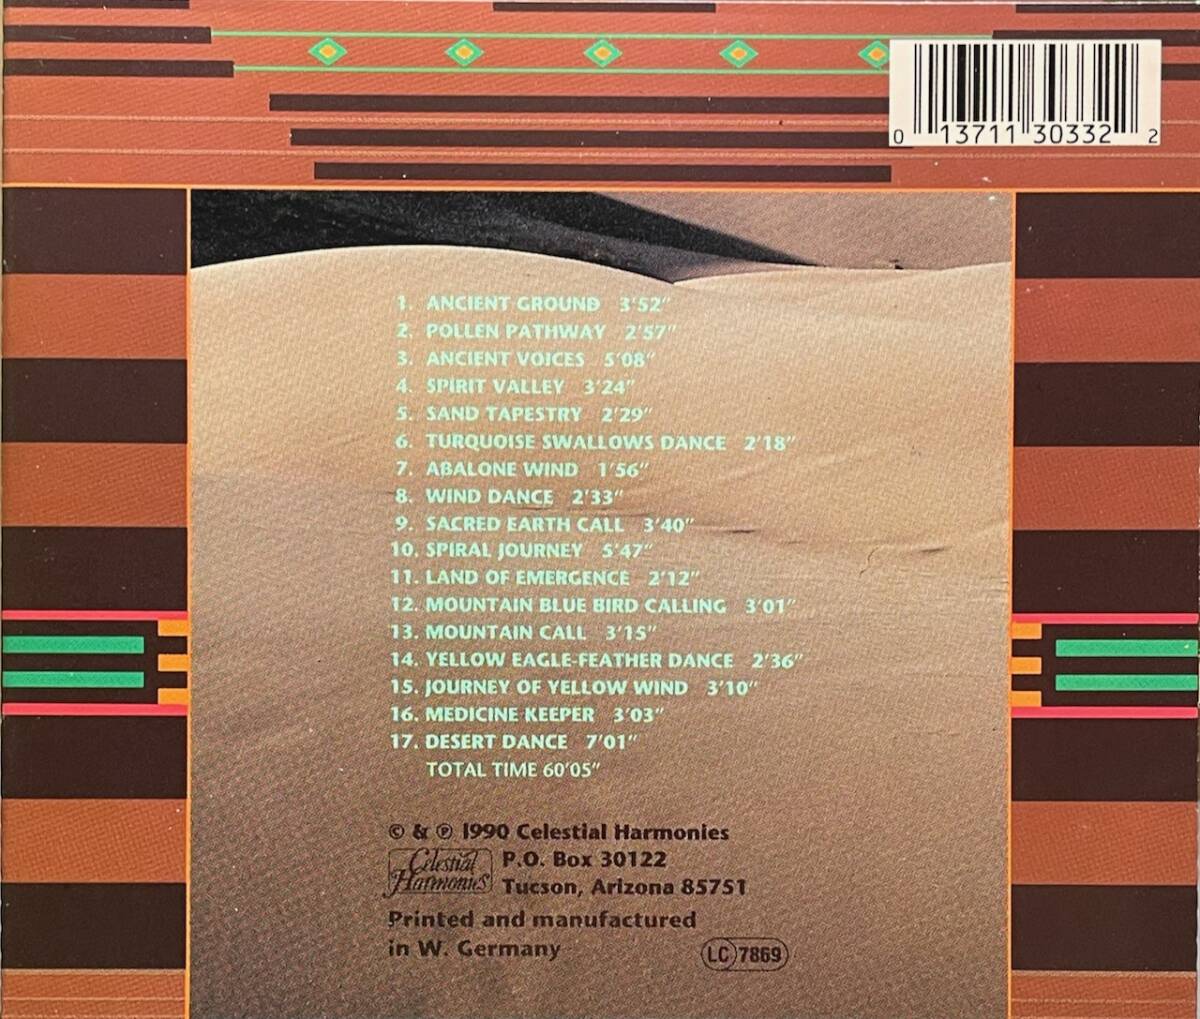 0 13711 30332 2
1. ANCIENT GROUND 3'52"
2. POLLEN PATHWAY 2'57"
3. ANCIENT VOICES 5'08"
4. SPIRIT VALLEY 3'24"
5. SAND TAPESTRY 2'29"
6. TURQUOISE SWALLOWS DANCE 2'18"
7. ABALONE WIND 1'56"
8. WIND DANCE 2'33"
9. SACRED EARTH CALL 3'40"
10. SPIRAL JOURNEY 5'47"
11. LAND OF EMERGENCE 2'12"
12. MOUNTAIN BLUE BIRD CALLING 3'01"
13. MOUNTAIN CALL 3'15"
14. YELLOW EAGLE-FEATHER DANCE 2'36"
15. JOURNEY OF YELLOW WIND 3'10"
16. MEDICINE KEEPER 3'03"
17. DESERT DANCE 7'01"
TOTAL TIME 60'05"
© & ℗ 1990 Celestial Harmonies
Celestial Harmonies
P.O. Box 30122
Tucson, Arizona 85751
Printed and manufactured
in W. Germany
LC 7869